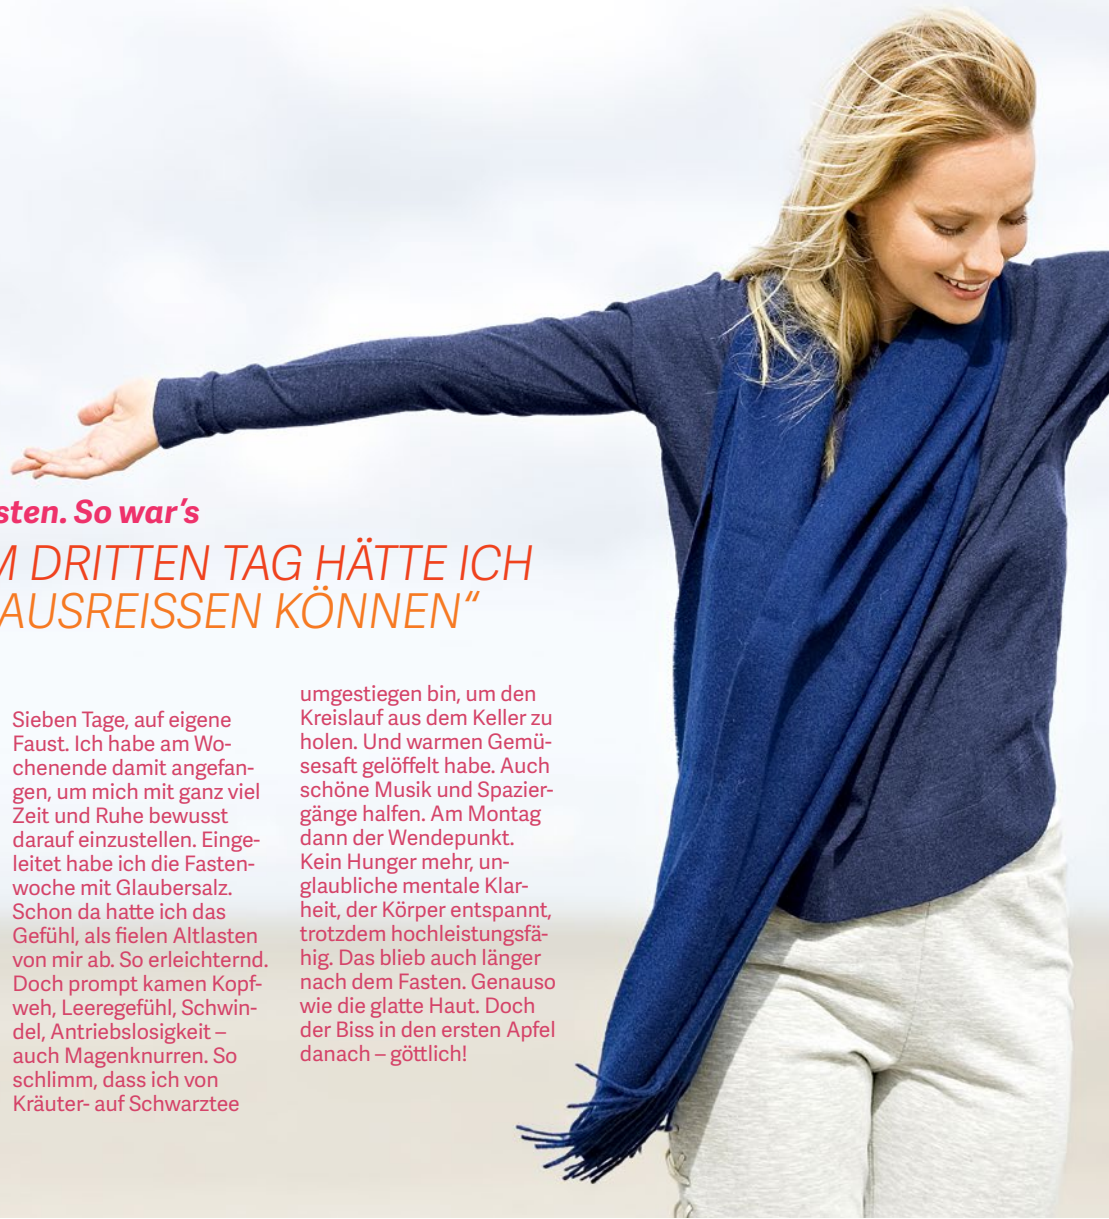 sten. So war’s
M DRITTEN TAG HÄTTE ICH
AUSREISSEN KÖNNEN“
Sieben Tage, auf eigene
Faust. Ich habe am Wo-
chenende damit angefan-
gen, um mich mit ganz viel
Zeit und Ruhe bewusst
darauf einzustellen. Einge-
leitet habe ich die Fasten-
woche mit Glaubersalz.
Schon da hatte ich das
Gefühl, als fielen Altlasten
von mir ab. So erleichternd.
Doch prompt kamen Kopf-
weh, Leeregefühl, Schwin-
del, Antriebslosigkeit –
auch Magenknurren. So
schlimm, dass ich von
Kräuter- auf Schwarztee
umgestiegen bin, um den
Kreislauf aus dem Keller zu
holen. Und warmen Gemü-
sesaft gelöffelt habe. Auch
schöne Musik und Spazier-
gänge halfen. Am Montag
dann der Wendepunkt.
Kein Hunger mehr, un-
glaubliche mentale Klar-
heit, der Körper entspannt,
trotzdem hochleistungsfä-
hig. Das blieb auch länger
nach dem Fasten. Genauso
wie die glatte Haut. Doch
der Biss in den ersten Apfel
danach – göttlich!